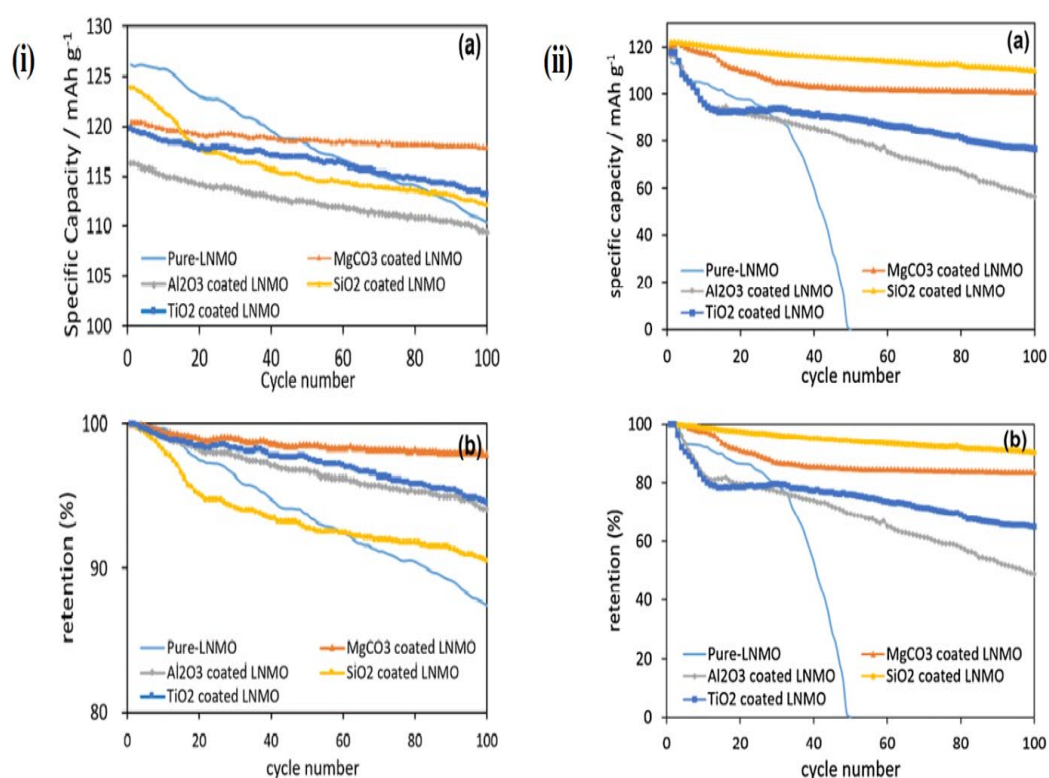 (i)
(a)
Specific Capacity / mAh g⁻¹
130
125
120
115
110
105
100
Pure-LNMO
MgCO3 coated LNMO
Al2O3 coated LNMO
SiO2 coated LNMO
TiO2 coated LNMO
0 20 40 60 80 100
Cycle number
(ii)
(a)
specific capacity / mAh g⁻¹
120
100
80
60
40
20
0
Pure-LNMO
MgCO3 coated LNMO
Al2O3 coated LNMO
SiO2 coated LNMO
TiO2 coated LNMO
0 20 40 60 80 100
cycle number
(b)
retention (%)
100
90
80
Pure-LNMO
MgCO3 coated LNMO
Al2O3 coated LNMO
SiO2 coated LNMO
TiO2 coated LNMO
0 20 40 60 80 100
cycle number
(b)
retention (%)
100
80
60
40
20
0
Pure-LNMO
MgCO3 coated LNMO
Al2O3 coated LNMO
SiO2 coated LNMO
TiO2 coated LNMO
0 20 40 60 80 100
cycle number